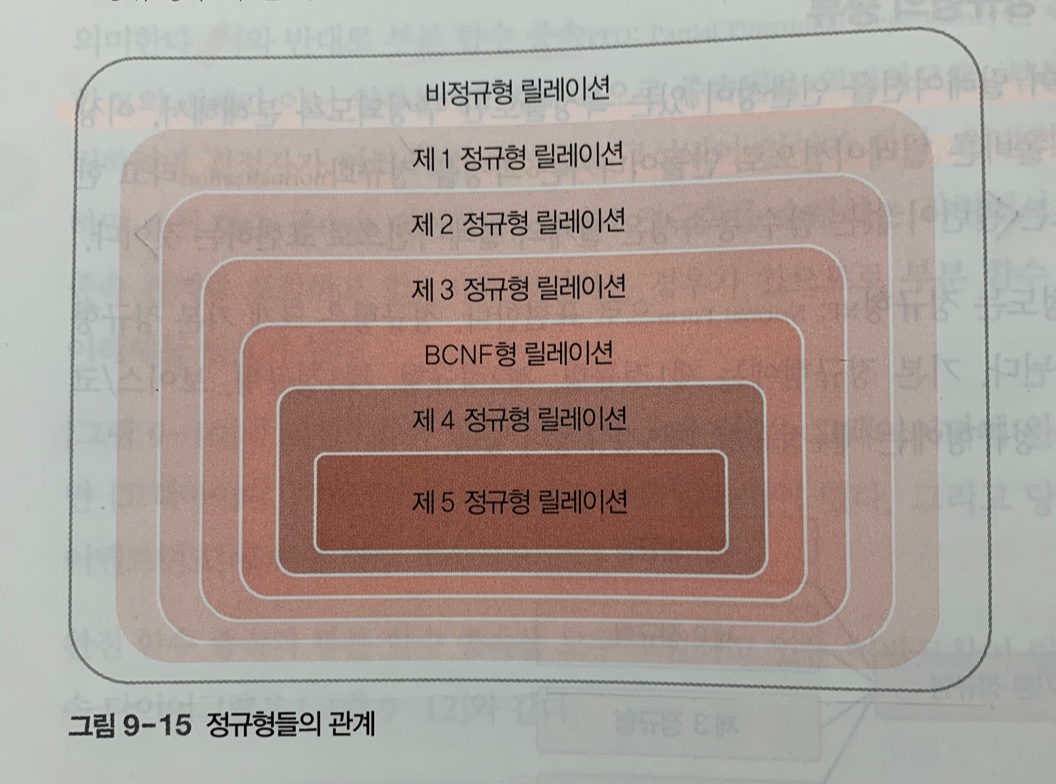 비정규형 릴레이션
제 1 정규형 릴레이션
제 2 정규형 릴레이션
제 3 정규형 릴레이션
BCNF형 릴레이션
제 4 정규형 릴레이션
제 5 정규형 릴레이션
그림 9-15 정규형들의 관계